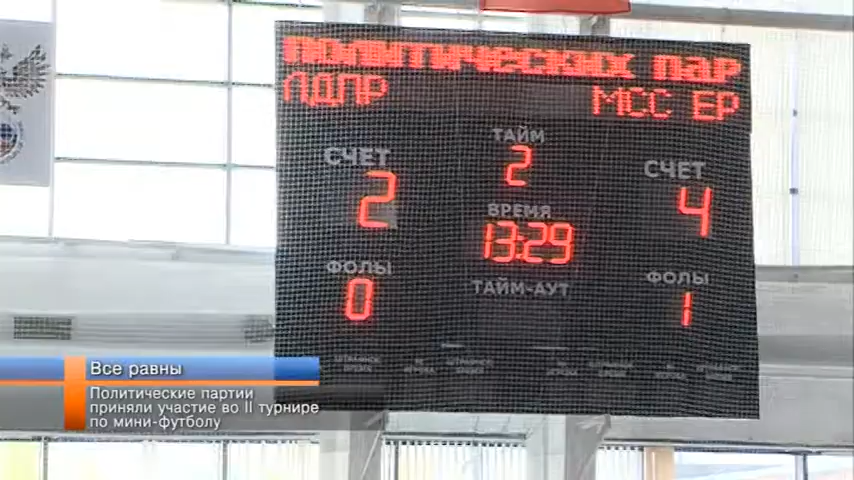 политических пар
ЛДПР
МСС ЕР
ТАЙМ
2
СЧЕТ
СЧЕТ
2
4
ВРЕМЯ
13:29
ФОЛЫ
ФОЛЫ
0
1
ТАЙМ-АУТ
Все равны
Политические партии
приняли участие во II турнире
по мини-футболу